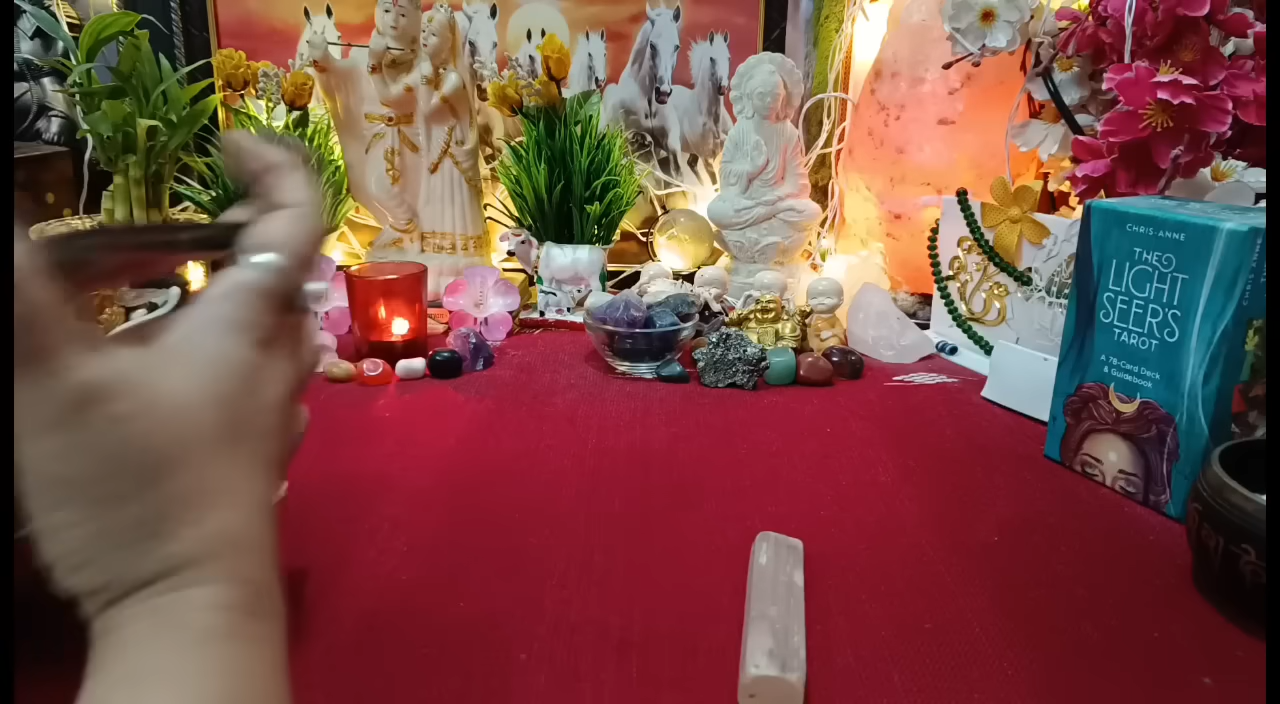 CHRIS-ANNE
THE
LIGHT
SEER'S
TAROT
A 78-Card Deck
& Guidebook